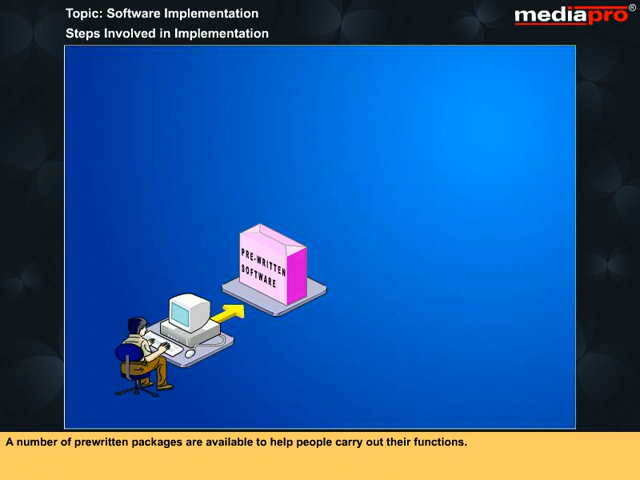 Topic: Software Implementation
mediapro®
Steps Involved in Implementation
PRE-WRITTEN
SOFTWARE
A number of prewritten packages are available to help people carry out their functions.